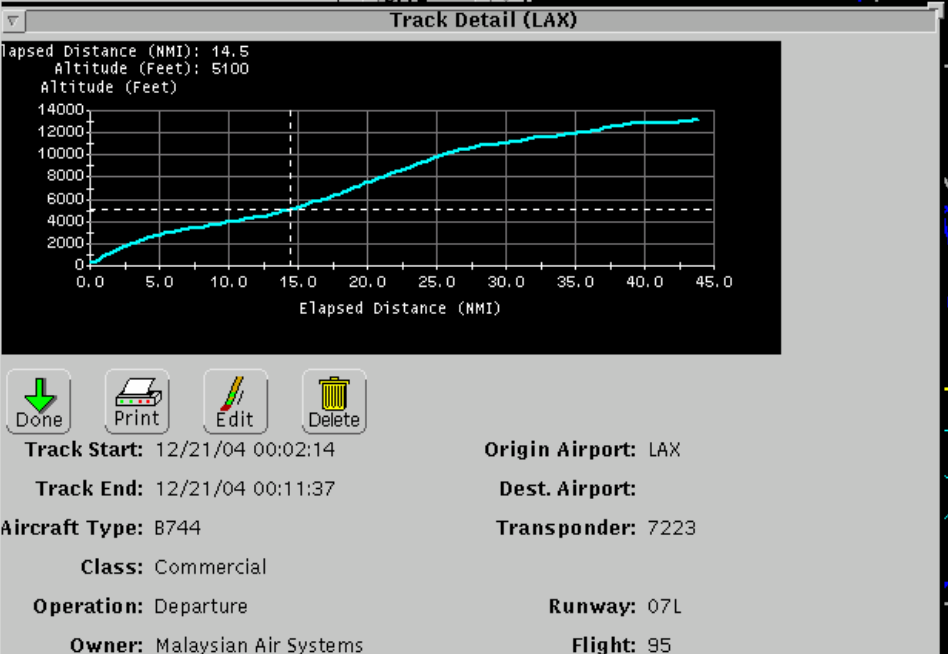 Track Detail (LAX)
lapsed Distance (NMI): 14.5
Altitude (Feet): 5100
Altitude (Feet)
14000
12000
10000
8000
6000
4000
2000
0
0.0 5.0 10.0 15.0 20.0 25.0 30.0 35.0 40.0 45.0
Elapsed Distance (NMI)
Done Print Edit Delete
Track Start: 12/21/04 00:02:14 Origin Airport: LAX
Track End: 12/21/04 00:11:37 Dest. Airport:
Aircraft Type: B744 Transponder: 7223
Class: Commercial
Operation: Departure Runway: 07L
Owner: Malaysian Air Systems Flight: 95